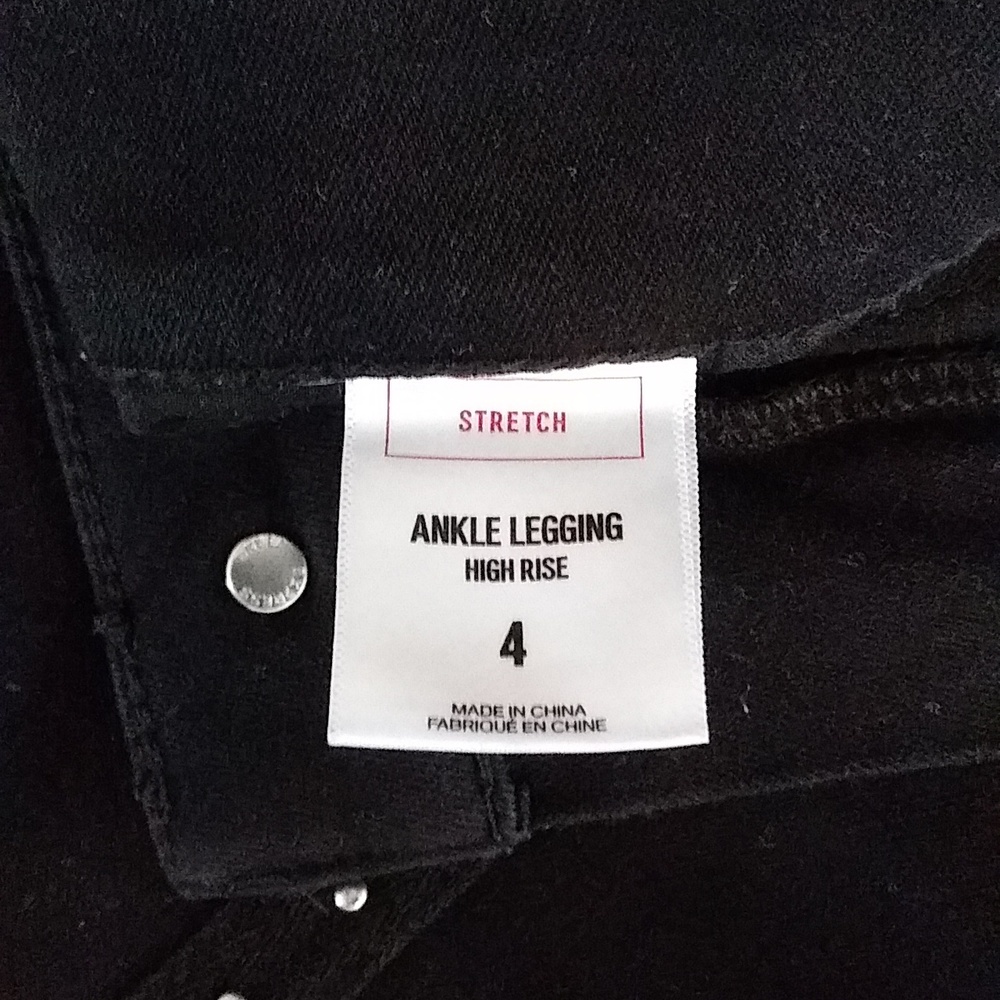 STRETCH
ANKLE LEGGING
HIGH RISE
4
MADE IN CHINA
FABRIQUÉ EN CHINE